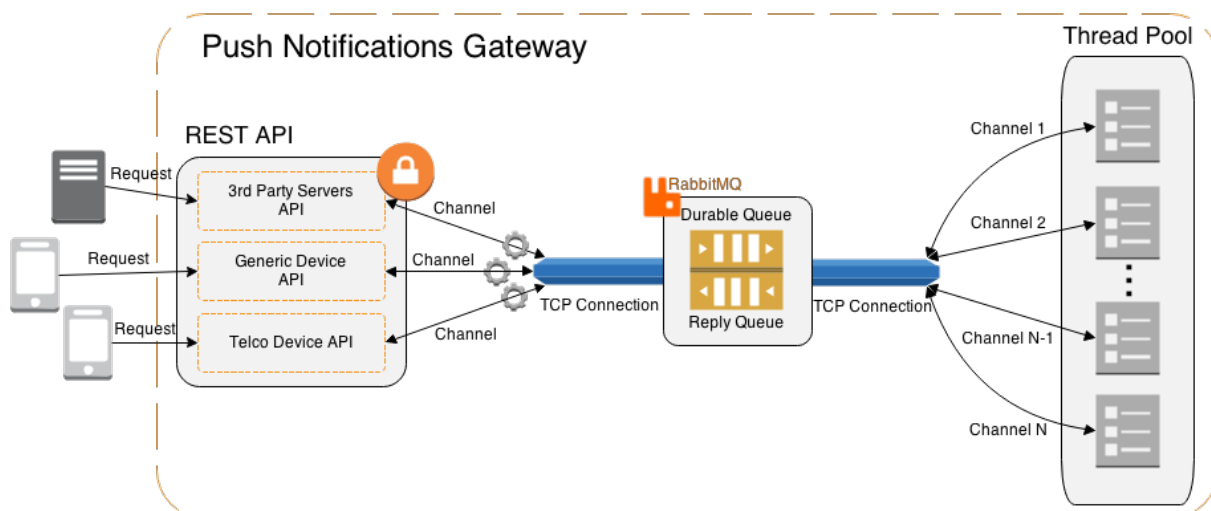 Push Notifications Gateway
Thread Pool
REST API
Request
3rd Party Servers
API
Channel
Request
Generic Device
API
Channel
Request
Telco Device API
Channel
TCP Connection
RabbitMQ
Durable Queue
Reply Queue
TCP Connection
Channel 1
Channel 2
Channel N-1
Channel N